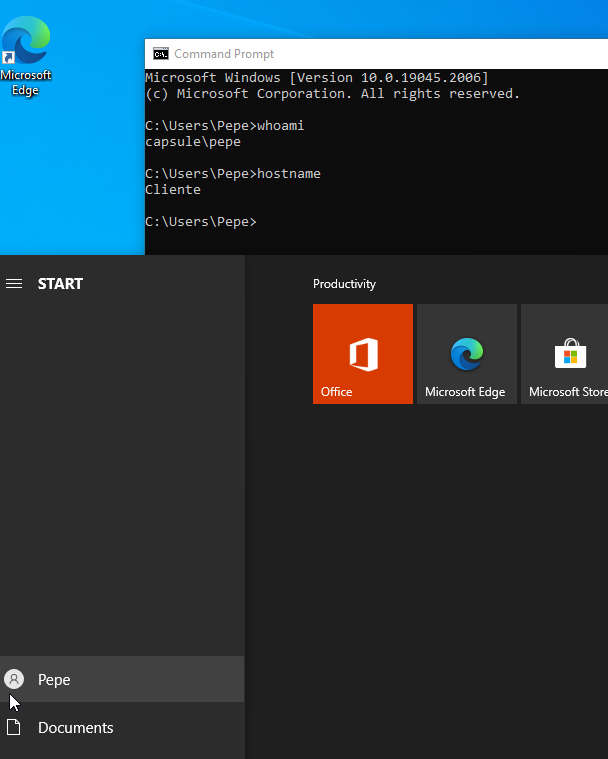 Microsoft
Edge
C:\_ Command Prompt
Microsoft Windows [Version 10.0.19045.2006]
(c) Microsoft Corporation. All rights reserved.
C:\Users\Pepe>whoami
capsule\pepe
C:\Users\Pepe>hostname
Cliente
C:\Users\Pepe>
START
Productivity
Office
Microsoft Edge
Microsoft Store
Pepe
Documents